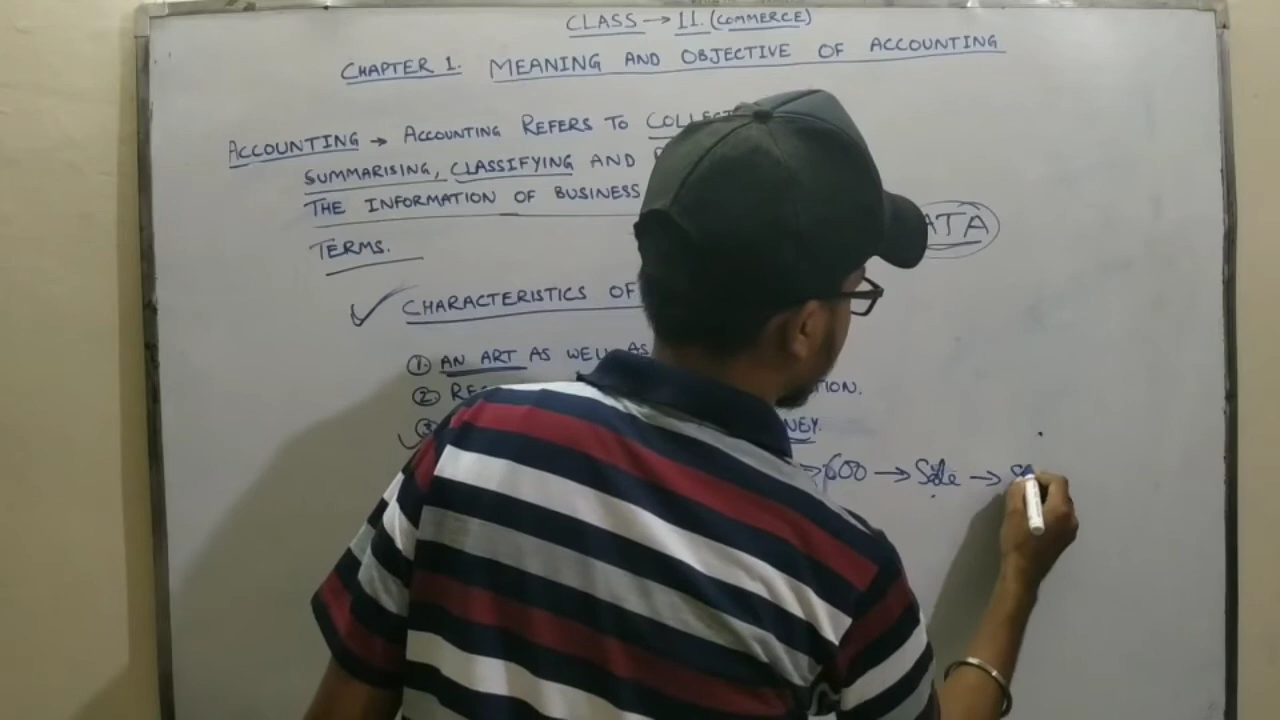 CLASS → 11. (COMMERCE)
CHAPTER 1. MEANING AND OBJECTIVE OF ACCOUNTING
ACCOUNTING → ACCOUNTING REFERS TO COLLECT
SUMMARISING, CLASSIFYING AND
THE INFORMATION OF BUSINESS
ATA
TERMS.
✓ CHARACTERISTICS OF
1. AN ART AS WELL AS
2. RE TION.
3. NEY.
→ 600 → Sale →